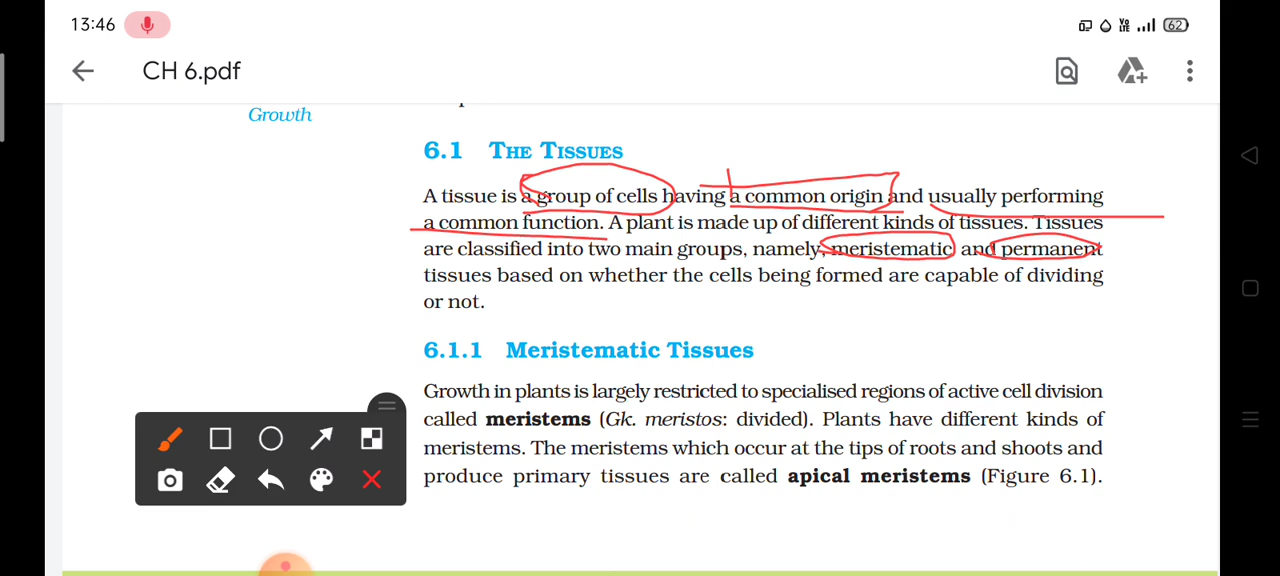 13:46
VO LTE 62
CH 6.pdf
Growth
6.1 THE TISSUES
A tissue is a group of cells having a common origin and usually performing
a common function. A plant is made up of different kinds of tissues. Tissues
are classified into two main groups, namely, meristematic and permanent
tissues based on whether the cells being formed are capable of dividing
or not.
6.1.1 Meristematic Tissues
Growth in plants is largely restricted to specialised regions of active cell division
called meristems (Gk. meristos: divided). Plants have different kinds of
meristems. The meristems which occur at the tips of roots and shoots and
produce primary tissues are called apical meristems (Figure 6.1).